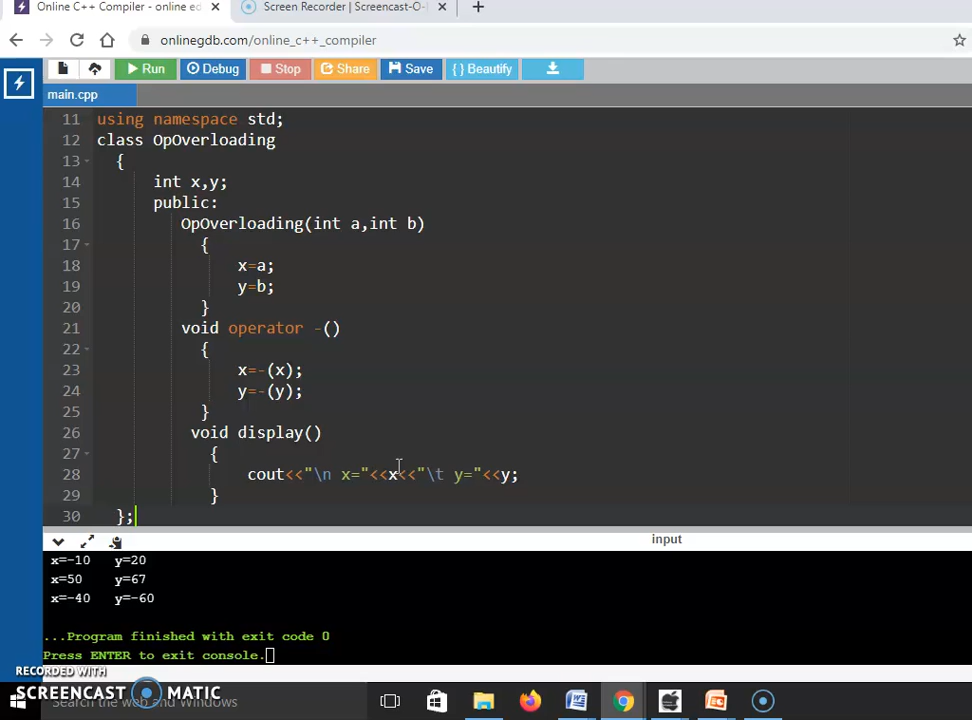 Online C++ Compiler - online ed
Screen Recorder | Screencast-O-
onlinegdb.com/online_c++_compiler
Run Debug Stop Share Save { } Beautify
main.cpp
11 using namespace std;
12 class OpOverloading
13 {
14 int x,y;
15 public:
16 OpOverloading(int a,int b)
17 {
18 x=a;
19 y=b;
20 }
21 void operator -()
22 {
23 x=-(x);
24 y=-(y);
25 }
26 void display()
27 {
28 cout<<"\n x="<<x<<"\t y="<<y;
29 }
30 };
input
x=-10 y=20
x=50 y=67
x=-40 y=-60
...Program finished with exit code 0
Press ENTER to exit console.
RECORDED WITH
SCREENCAST MATIC
Search the web and Windows